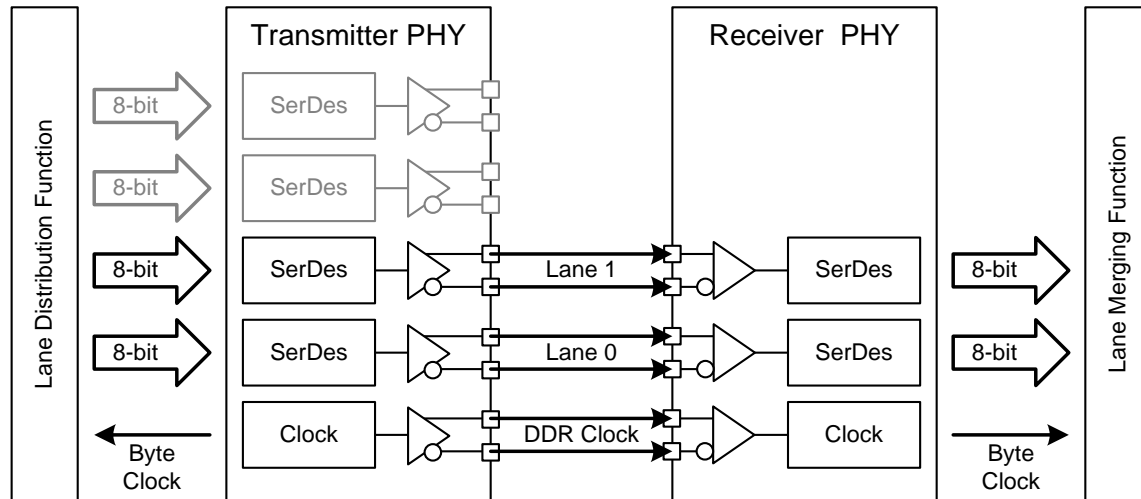 Lane Distribution Function
Transmitter PHY
Receiver PHY
Lane Merging Function
8-bit
SerDes
8-bit
SerDes
8-bit
SerDes
Lane 1
SerDes
8-bit
8-bit
SerDes
Lane 0
SerDes
8-bit
Byte
Clock
Clock
DDR Clock
Clock
Byte
Clock